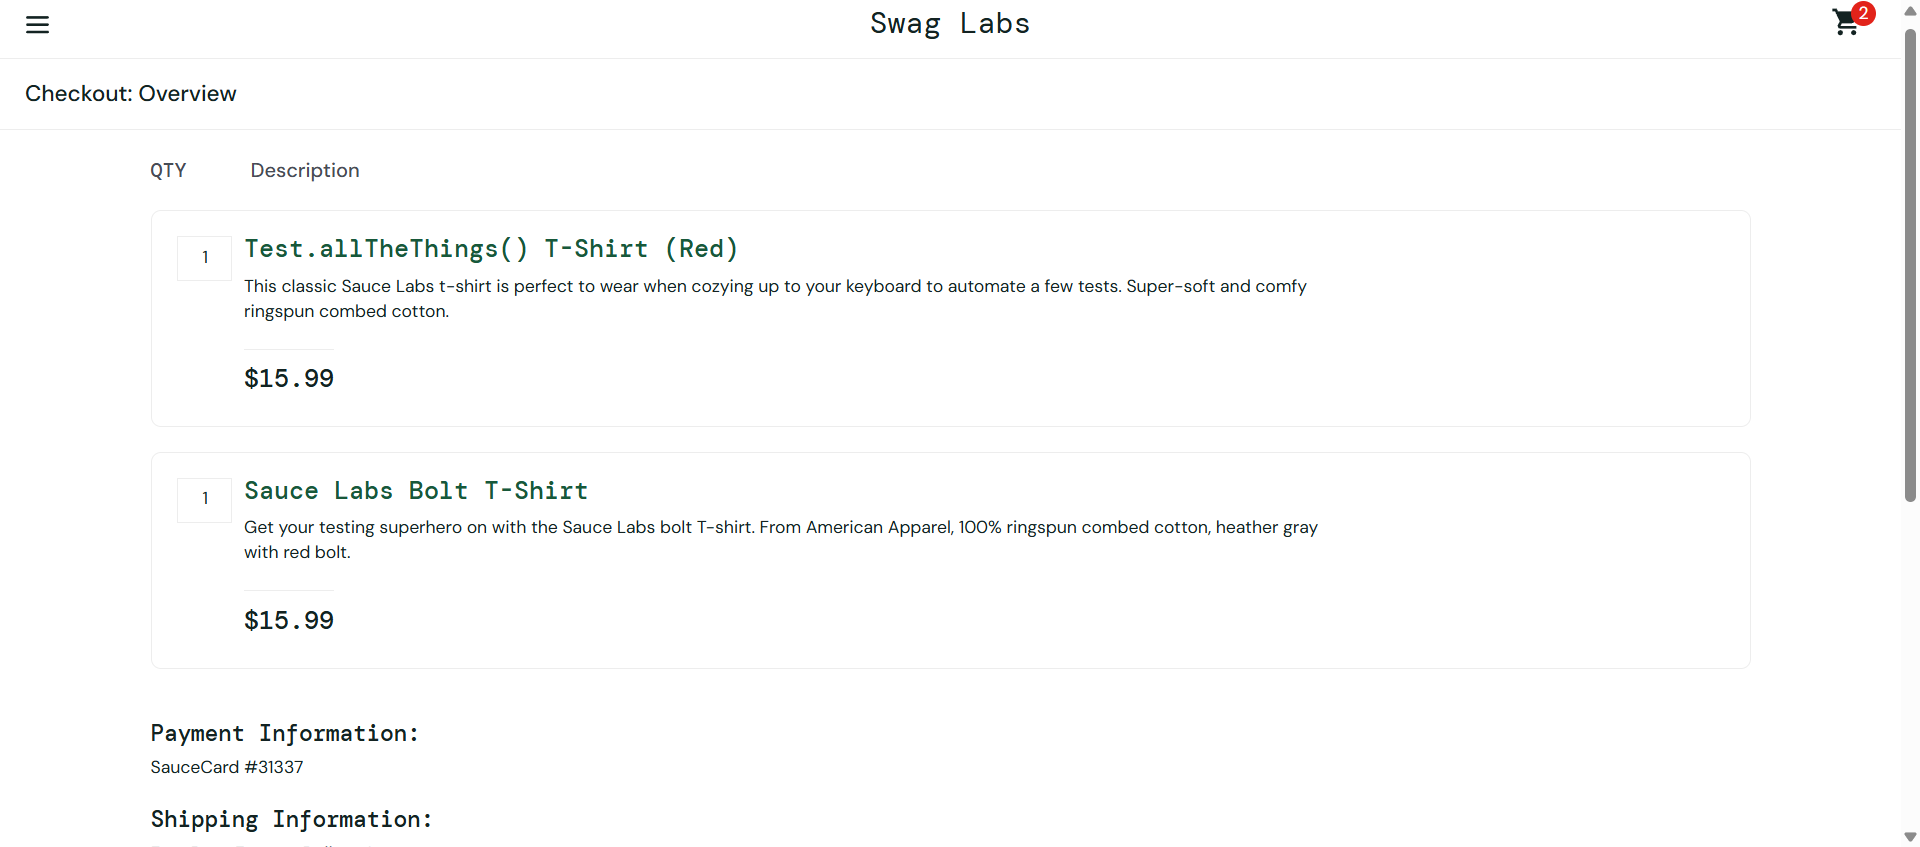 Swag Labs
2
Checkout: Overview
QTY Description
1
Test.allTheThings() T-Shirt (Red)
This classic Sauce Labs t-shirt is perfect to wear when cozying up to your keyboard to automate a few tests. Super-soft and comfy
ringspun combed cotton.
$15.99
1
Sauce Labs Bolt T-Shirt
Get your testing superhero on with the Sauce Labs bolt T-shirt. From American Apparel, 100% ringspun combed cotton, heather gray
with red bolt.
$15.99
Payment Information:
SauceCard #31337
Shipping Information: